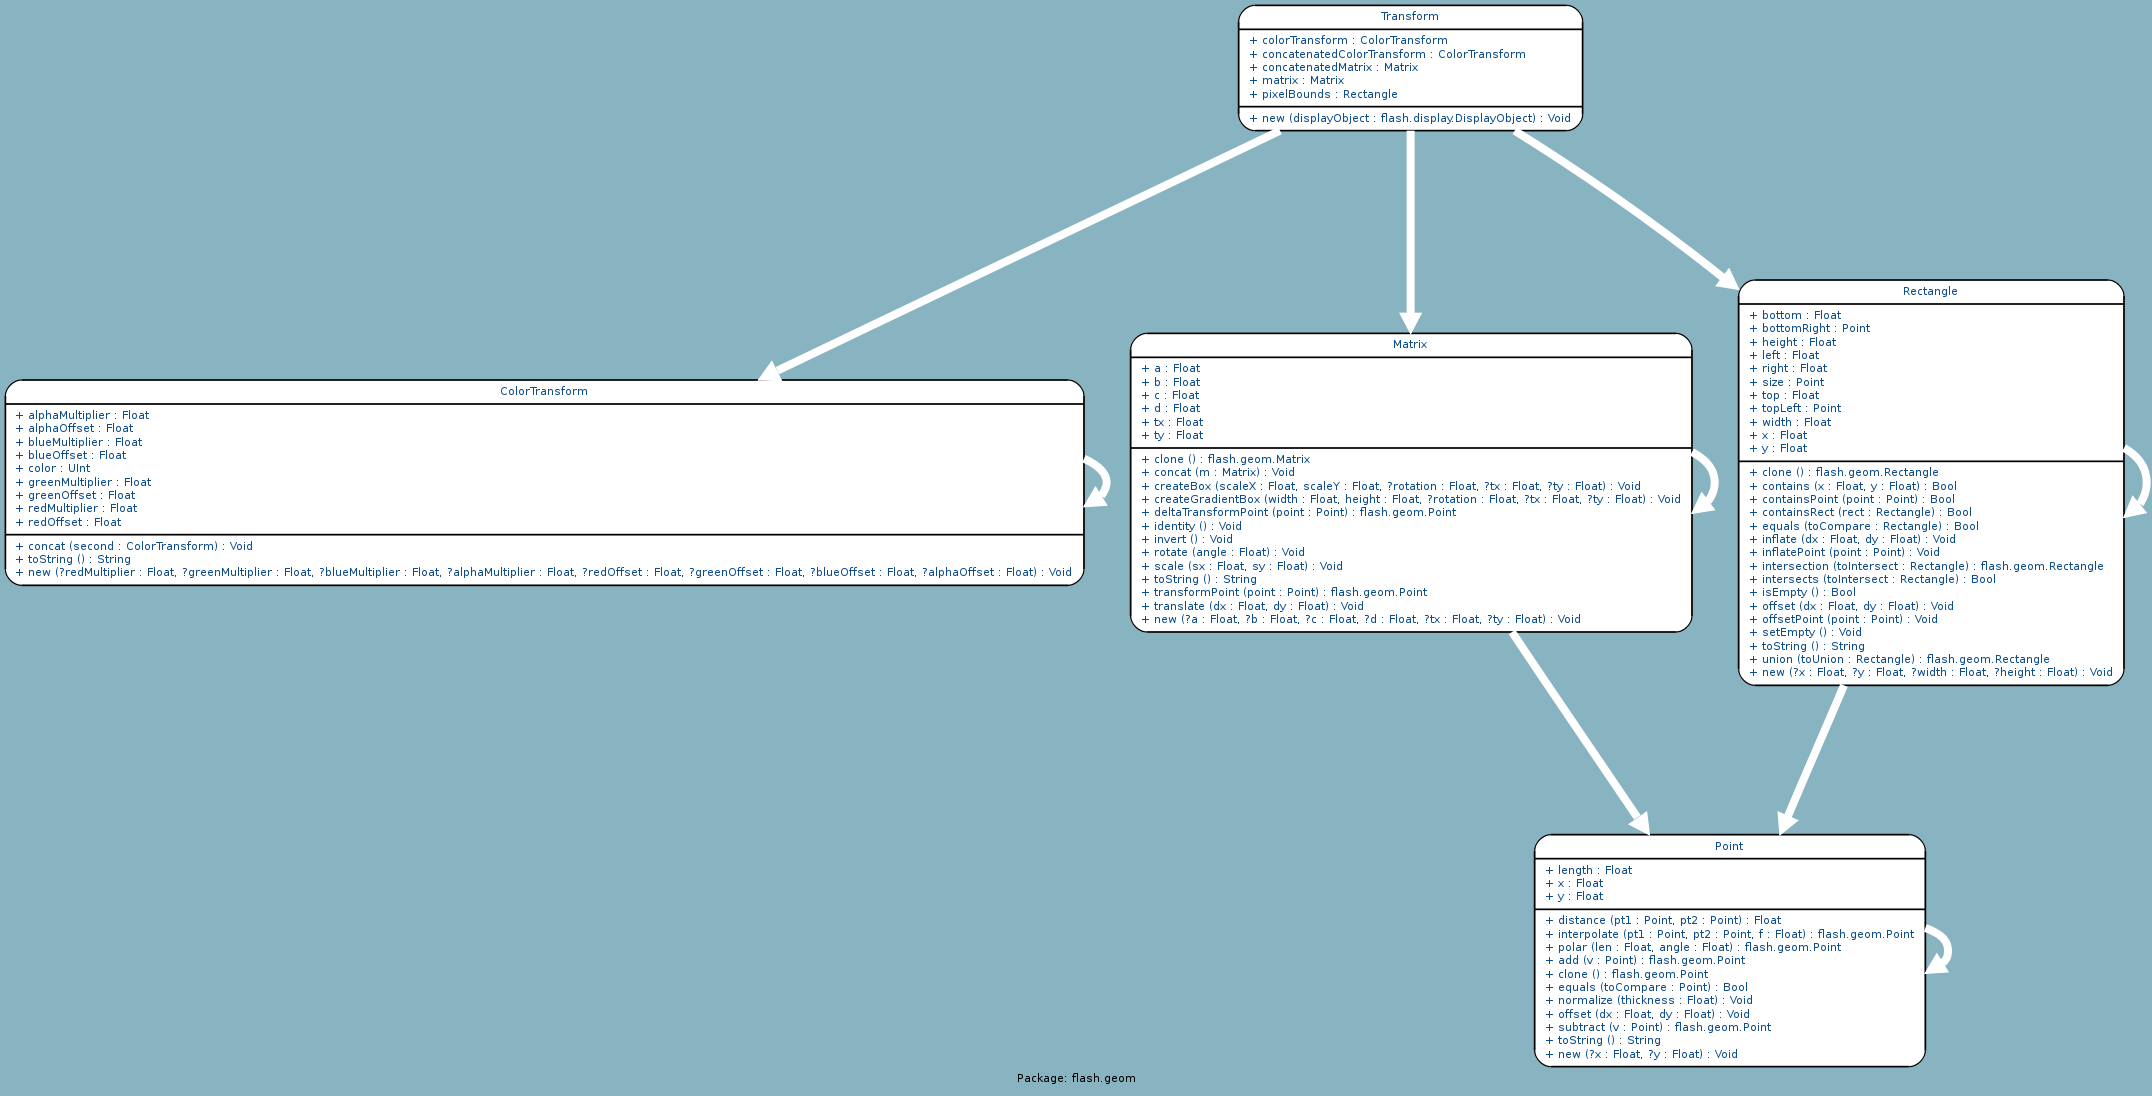 Transform
+ colorTransform : ColorTransform
+ concatenatedColorTransform : ColorTransform
+ concatenatedMatrix : Matrix
+ matrix : Matrix
+ pixelBounds : Rectangle
+ new (displayObject : flash.display.DisplayObject) : Void
ColorTransform
+ alphaMultiplier : Float
+ alphaOffset : Float
+ blueMultiplier : Float
+ blueOffset : Float
+ color : UInt
+ greenMultiplier : Float
+ greenOffset : Float
+ redMultiplier : Float
+ redOffset : Float
+ concat (second : ColorTransform) : Void
+ toString () : String
+ new (?redMultiplier : Float, ?greenMultiplier : Float, ?blueMultiplier : Float, ?alphaMultiplier : Float, ?redOffset : Float, ?greenOffset : Float, ?blueOffset : Float, ?alphaOffset : Float) : Void
Matrix
+ a : Float
+ b : Float
+ c : Float
+ d : Float
+ tx : Float
+ ty : Float
+ clone () : flash.geom.Matrix
+ concat (m : Matrix) : Void
+ createBox (scaleX : Float, scaleY : Float, ?rotation : Float, ?tx : Float, ?ty : Float) : Void
+ createGradientBox (width : Float, height : Float, ?rotation : Float, ?tx : Float, ?ty : Float) : Void
+ deltaTransformPoint (point : Point) : flash.geom.Point
+ identity () : Void
+ invert () : Void
+ rotate (angle : Float) : Void
+ scale (sx : Float, sy : Float) : Void
+ toString () : String
+ transformPoint (point : Point) : flash.geom.Point
+ translate (dx : Float, dy : Float) : Void
+ new (?a : Float, ?b : Float, ?c : Float, ?d : Float, ?tx : Float, ?ty : Float) : Void
Rectangle
+ bottom : Float
+ bottomRight : Point
+ height : Float
+ left : Float
+ right : Float
+ size : Point
+ top : Float
+ topLeft : Point
+ width : Float
+ x : Float
+ y : Float
+ clone () : flash.geom.Rectangle
+ contains (x : Float, y : Float) : Bool
+ containsPoint (point : Point) : Bool
+ containsRect (rect : Rectangle) : Bool
+ equals (toCompare : Rectangle) : Bool
+ inflate (dx : Float, dy : Float) : Void
+ inflatePoint (point : Point) : Void
+ intersection (toIntersect : Rectangle) : flash.geom.Rectangle
+ intersects (toIntersect : Rectangle) : Bool
+ isEmpty () : Bool
+ offset (dx : Float, dy : Float) : Void
+ offsetPoint (point : Point) : Void
+ setEmpty () : Void
+ toString () : String
+ union (toUnion : Rectangle) : flash.geom.Rectangle
+ new (?x : Float, ?y : Float, ?width : Float, ?height : Float) : Void
Point
+ length : Float
+ x : Float
+ y : Float
+ distance (pt1 : Point, pt2 : Point) : Float
+ interpolate (pt1 : Point, pt2 : Point, f : Float) : flash.geom.Point
+ polar (len : Float, angle : Float) : flash.geom.Point
+ add (v : Point) : flash.geom.Point
+ clone () : flash.geom.Point
+ equals (toCompare : Point) : Bool
+ normalize (thickness : Float) : Void
+ offset (dx : Float, dy : Float) : Void
+ subtract (v : Point) : flash.geom.Point
+ toString () : String
+ new (?x : Float, ?y : Float) : Void
Package: flash.geom